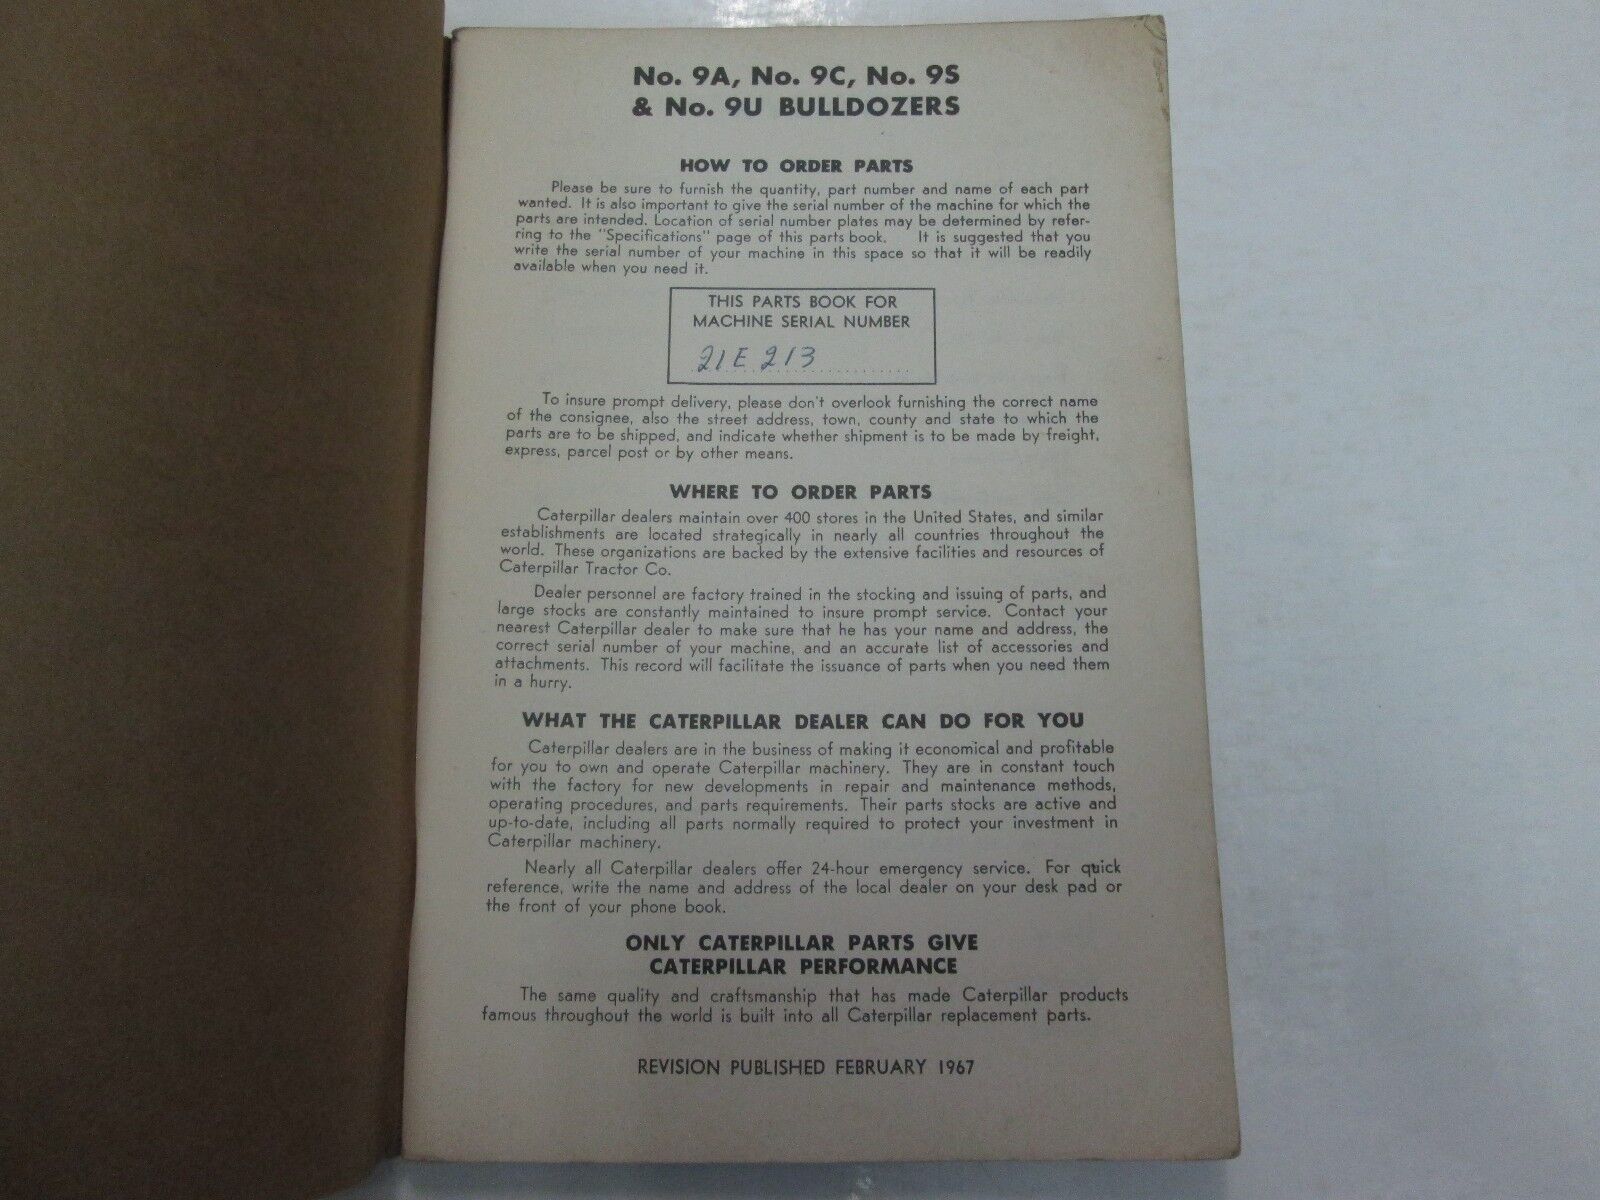 No. 9A, No. 9C, No. 9S
& No. 9U BULLDOZERS
HOW TO ORDER PARTS
Please be sure to furnish the quantity, part number and name of each part
wanted. It is also important to give the serial number of the machine for which the
parts are intended. Location of serial number plates may be determined by refer-
ring to the "Specifications" page of this parts book. It is suggested that you
write the serial number of your machine in this space so that it will be readily
available when you need it.
THIS PARTS BOOK FOR
MACHINE SERIAL NUMBER
21E 213
To insure prompt delivery, please don't overlook furnishing the correct name
of the consignee, also the street address, town, county and state to which the
parts are to be shipped, and indicate whether shipment is to be made by freight,
express, parcel post or by other means.
WHERE TO ORDER PARTS
Caterpillar dealers maintain over 400 stores in the United States, and similar
establishments are located strategically in nearly all countries throughout the
world. These organizations are backed by the extensive facilities and resources of
Caterpillar Tractor Co.
Dealer personnel are factory trained in the stocking and issuing of parts, and
large stocks are constantly maintained to insure prompt service. Contact your
nearest Caterpillar dealer to make sure that he has your name and address, the
correct serial number of your machine, and an accurate list of accessories and
attachments. This record will facilitate the issuance of parts when you need them
in a hurry.
WHAT THE CATERPILLAR DEALER CAN DO FOR YOU
Caterpillar dealers are in the business of making it economical and profitable
for you to own and operate Caterpillar machinery. They are in constant touch
with the factory for new developments in repair and maintenance methods,
operating procedures, and parts requirements. Their parts stocks are active and
up-to-date, including all parts normally required to protect your investment in
Caterpillar machinery.
Nearly all Caterpillar dealers offer 24-hour emergency service. For quick
reference, write the name and address of the local dealer on your desk pad or
the front of your phone book.
ONLY CATERPILLAR PARTS GIVE
CATERPILLAR PERFORMANCE
The same quality and craftsmanship that has made Caterpillar products
famous throughout the world is built into all Caterpillar replacement parts.
REVISION PUBLISHED FEBRUARY 1967